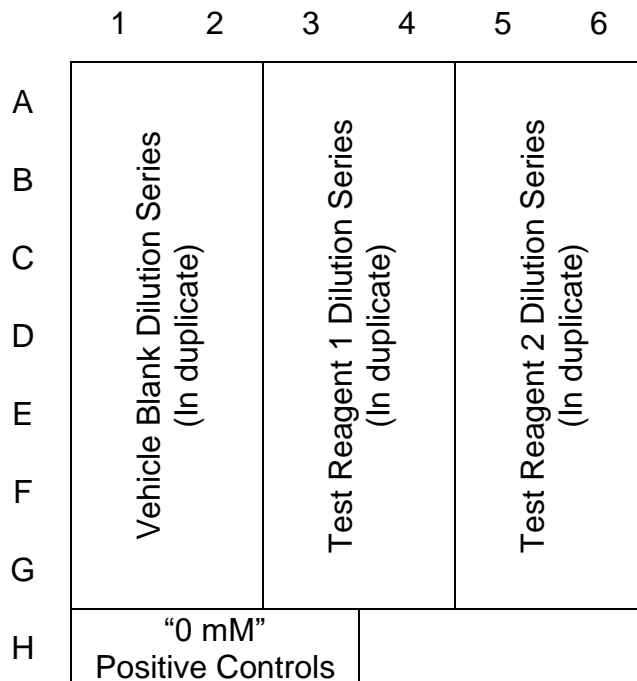 1 2 3 4 5 6
A
B
C
D
E
F
G
H
Vehicle Blank Dilution Series
(In duplicate)
Test Reagent 1 Dilution Series
(In duplicate)
Test Reagent 2 Dilution Series
(In duplicate)
“0 mM”
Positive Controls